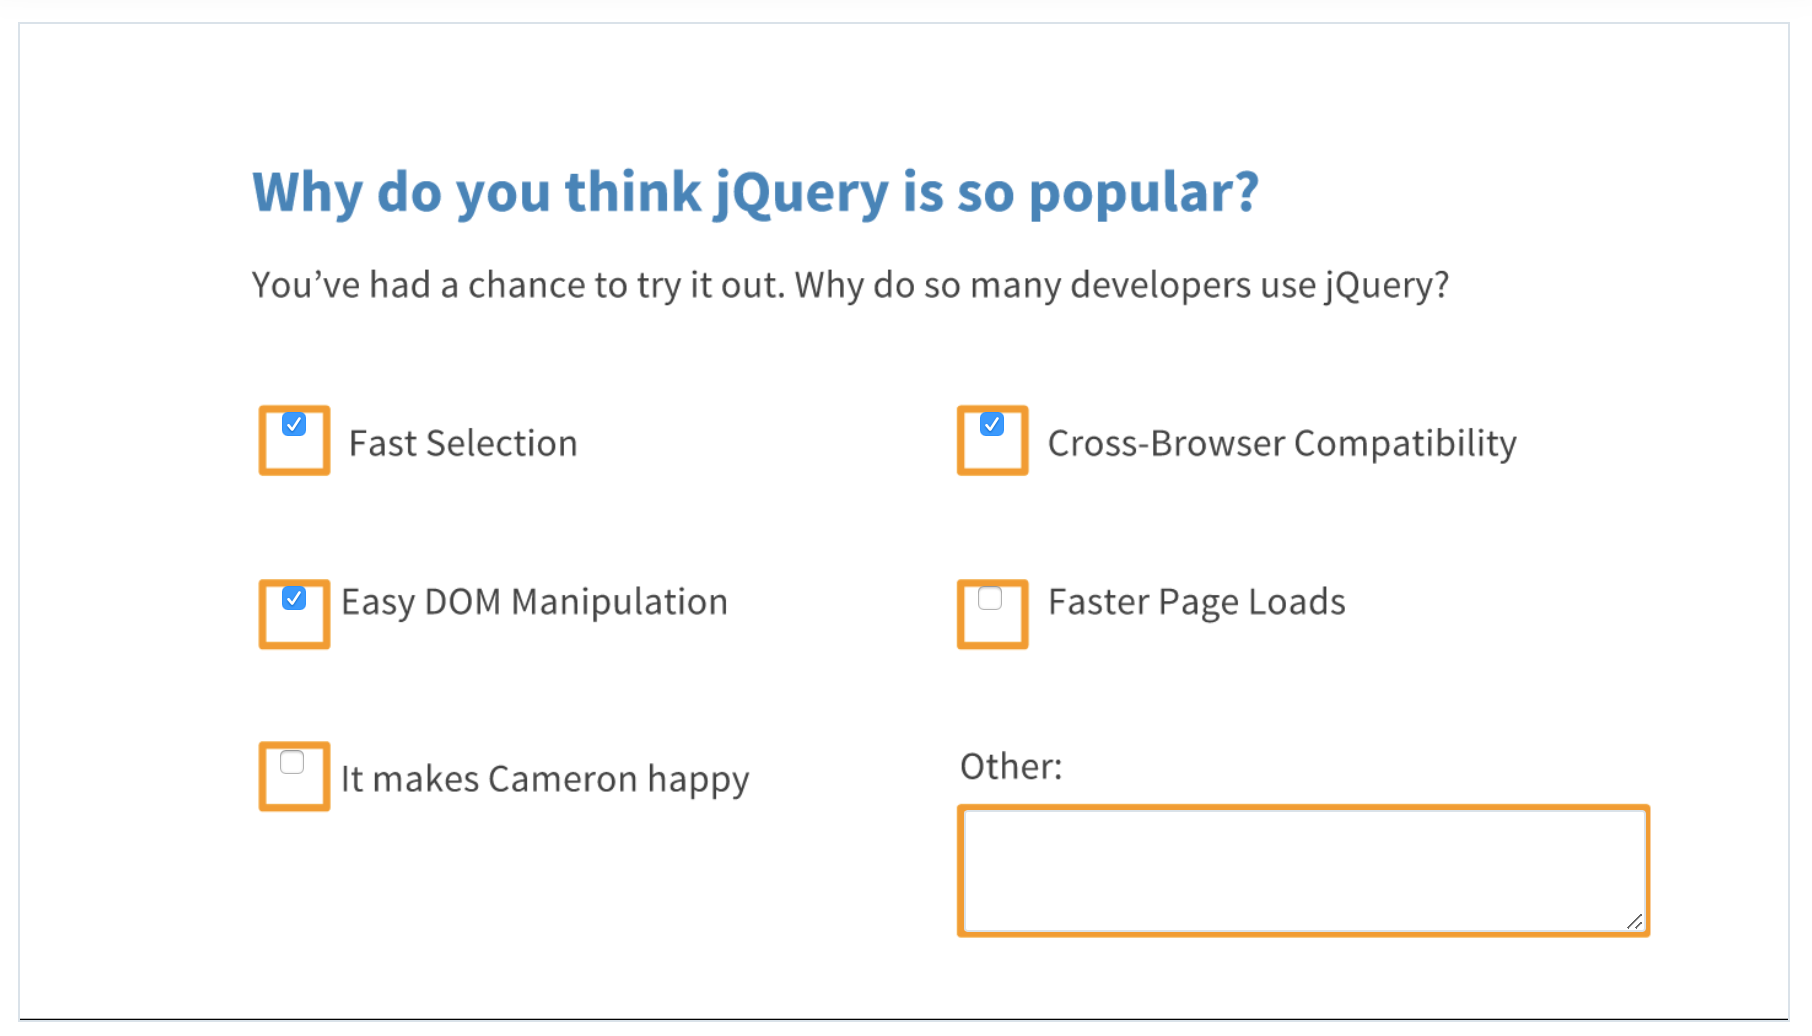 Why do you think jQuery is so popular?
You’ve had a chance to try it out. Why do so many developers use jQuery?
Fast Selection
Cross-Browser Compatibility
Easy DOM Manipulation
Faster Page Loads
It makes Cameron happy
Other: